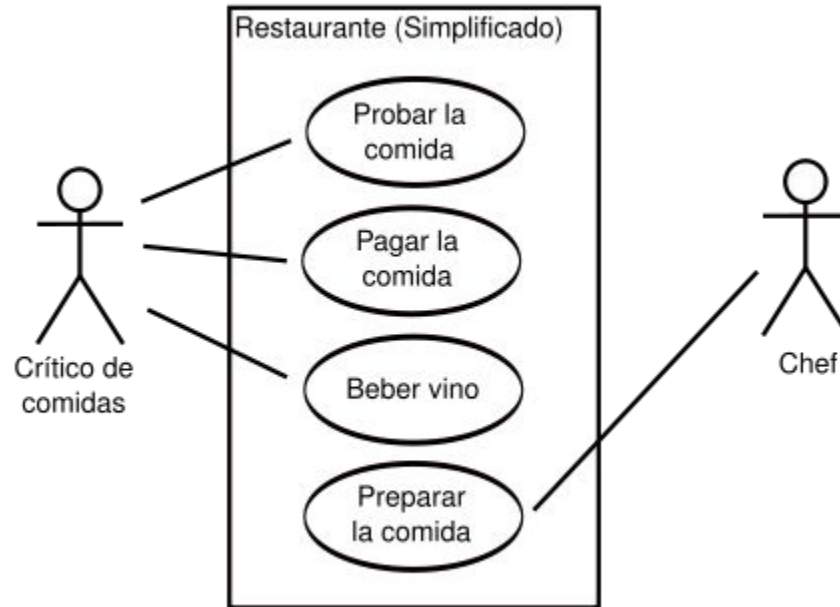 Restaurante (Simplificado)
Probar la
comida
Pagar la
comida
Beber vino
Preparar
la comida
Crítico de
comidas
Chef